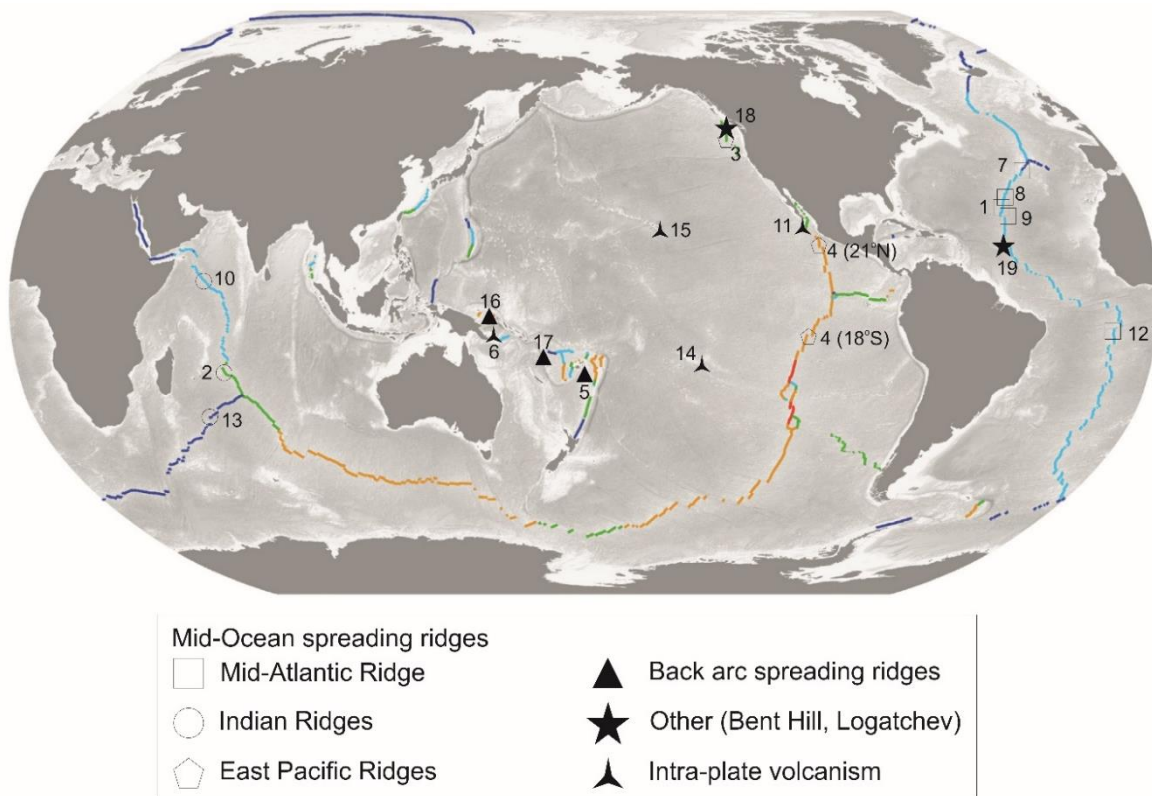 18
3
7
8
1
9
15
11
4 (21°N)
19
10
16
6
17
4 (18°S)
12
14
5
2
13
Mid-Ocean spreading ridges
Mid-Atlantic Ridge
Indian Ridges
East Pacific Ridges
Back arc spreading ridges
Other (Bent Hill, Logatchev)
Intra-plate volcanism